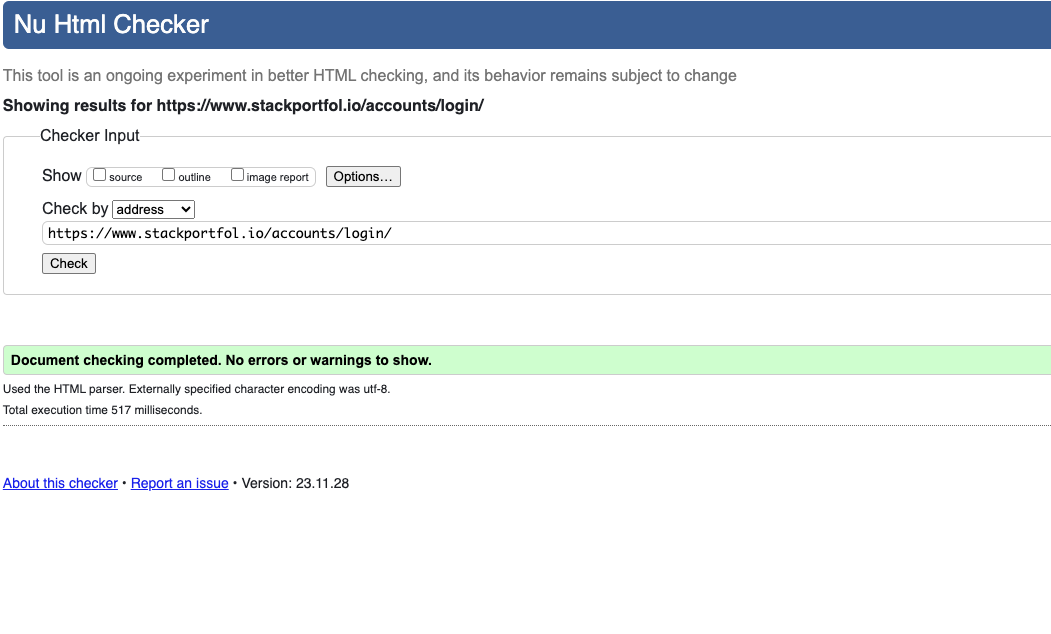 Nu Html Checker
This tool is an ongoing experiment in better HTML checking, and its behavior remains subject to change
Showing results for https://www.stackportfol.io/accounts/login/
Checker Input
Show source outline image report Options…
Check by address
https://www.stackportfol.io/accounts/login/
Check
Document checking completed. No errors or warnings to show.
Used the HTML parser. Externally specified character encoding was utf-8.
Total execution time 517 milliseconds.
About this checker • Report an issue • Version: 23.11.28